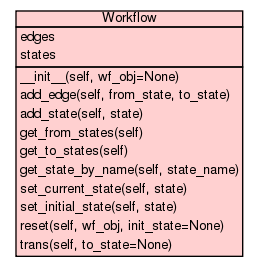 Workflow
edges
states
__init__(self, wf_obj=None)
add_edge(self, from_state, to_state)
add_state(self, state)
get_from_states(self)
get_to_states(self)
get_state_by_name(self, state_name)
set_current_state(self, state)
set_initial_state(self, state)
reset(self, wf_obj, init_state=None)
trans(self, to_state=None)